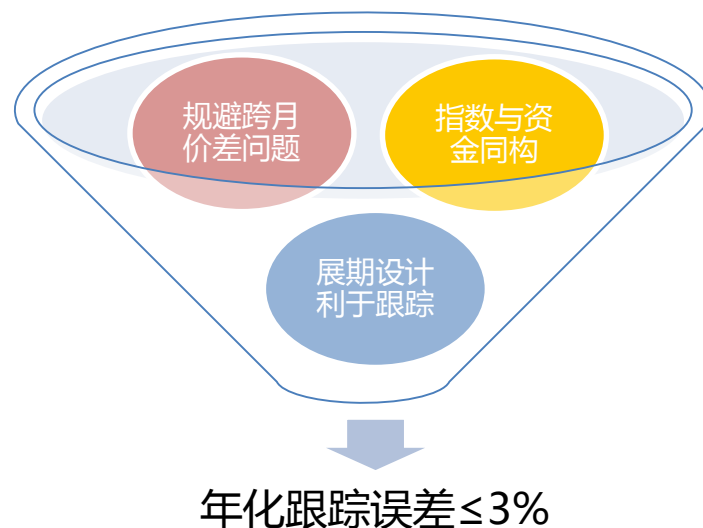 规避跨月
价差问题
指数与资
金同构
展期设计
利于跟踪
年化跟踪误差≤3%